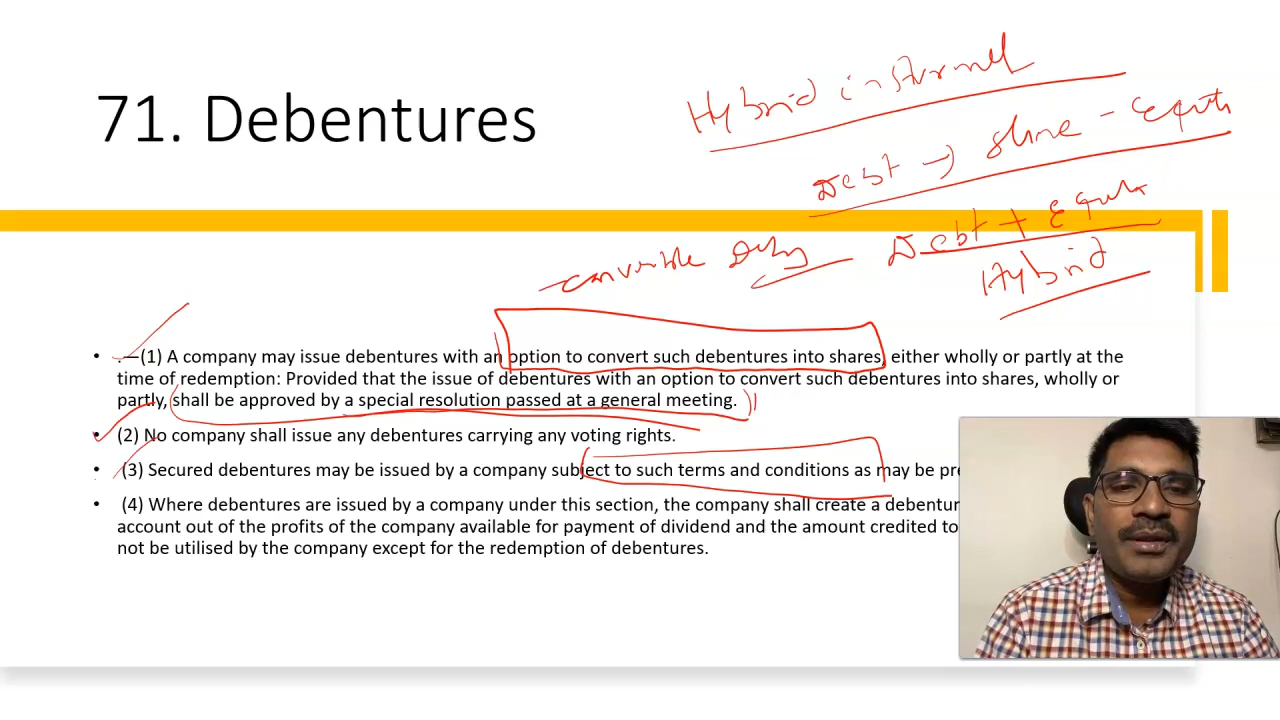 71. Debentures
Hybrid instrument
Debt → Share - Equity
Debt + Equity
Hybrid
convertible
• .—(1) A company may issue debentures with an option to convert such debentures into shares, either wholly or partly at the
time of redemption: Provided that the issue of debentures with an option to convert such debentures into shares, wholly or
partly, shall be approved by a special resolution passed at a general meeting.
• (2) No company shall issue any debentures carrying any voting rights.
• (3) Secured debentures may be issued by a company subject to such terms and conditions as may be pre
• (4) Where debentures are issued by a company under this section, the company shall create a debentur
account out of the profits of the company available for payment of dividend and the amount credited to
not be utilised by the company except for the redemption of debentures.